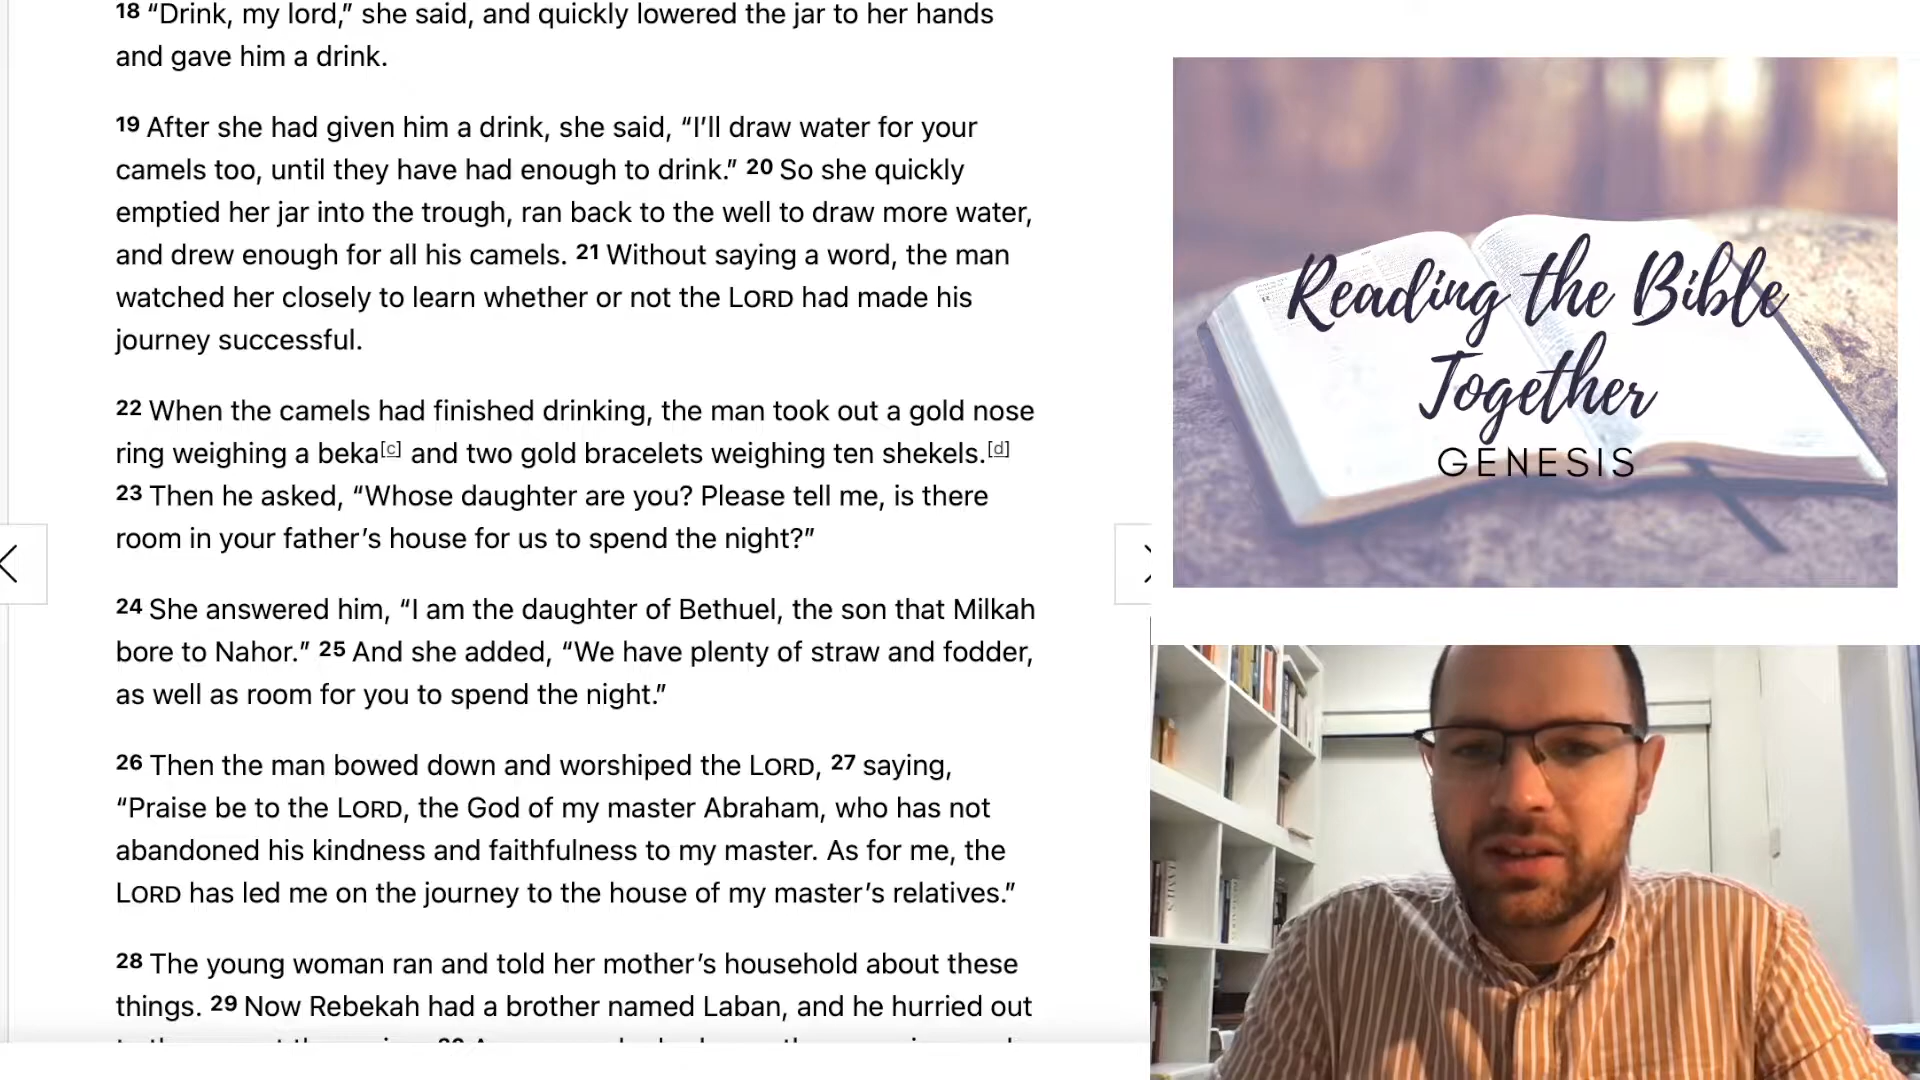 18 “Drink, my lord,” she said, and quickly lowered the jar to her hands
and gave him a drink.
19 After she had given him a drink, she said, “I’ll draw water for your
camels too, until they have had enough to drink.” 20 So she quickly
emptied her jar into the trough, ran back to the well to draw more water,
and drew enough for all his camels. 21 Without saying a word, the man
watched her closely to learn whether or not the LORD had made his
journey successful.
22 When the camels had finished drinking, the man took out a gold nose
ring weighing a beka[c] and two gold bracelets weighing ten shekels.[d]
23 Then he asked, “Whose daughter are you? Please tell me, is there
room in your father’s house for us to spend the night?”
24 She answered him, “I am the daughter of Bethuel, the son that Milkah
bore to Nahor.” 25 And she added, “We have plenty of straw and fodder,
as well as room for you to spend the night.”
26 Then the man bowed down and worshiped the LORD, 27 saying,
“Praise be to the LORD, the God of my master Abraham, who has not
abandoned his kindness and faithfulness to my master. As for me, the
LORD has led me on the journey to the house of my master’s relatives.”
28 The young woman ran and told her mother’s household about these
things. 29 Now Rebekah had a brother named Laban, and he hurried out
Reading the Bible
Together
GENESIS